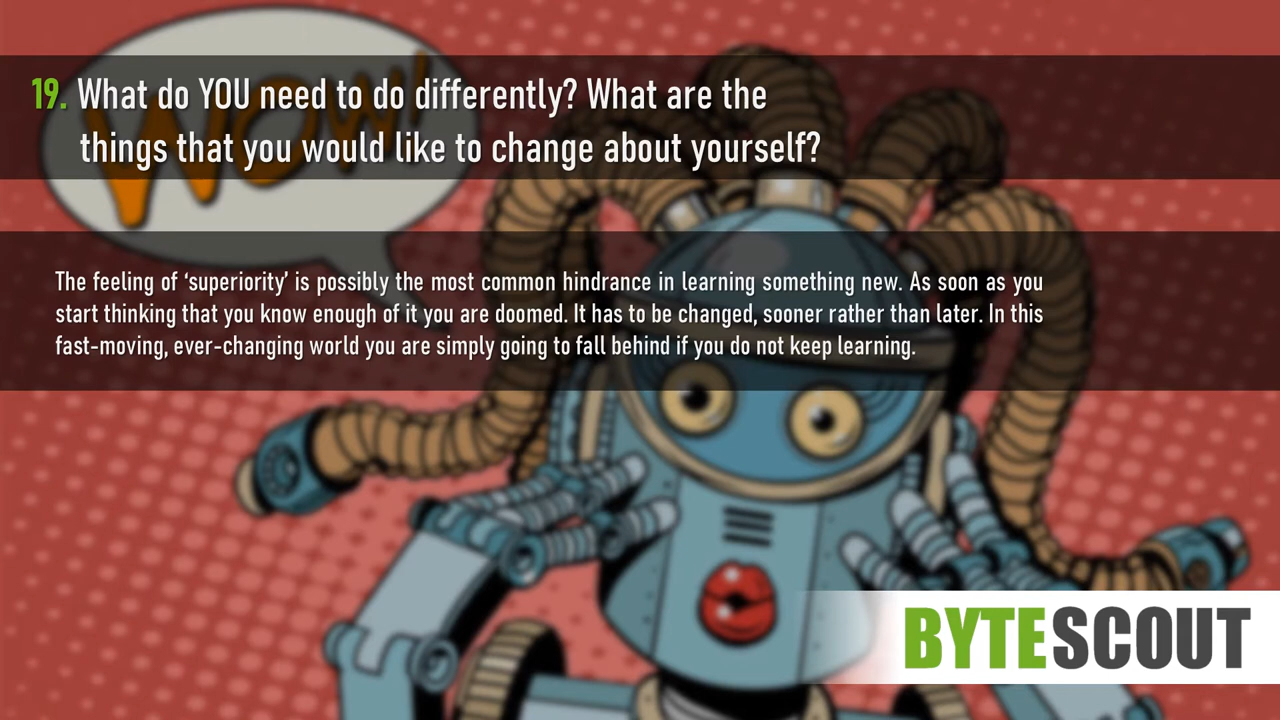 WOW!
19. What do YOU need to do differently? What are the
things that you would like to change about yourself?
The feeling of ‘superiority’ is possibly the most common hindrance in learning something new. As soon as you
start thinking that you know enough of it you are doomed. It has to be changed, sooner rather than later. In this
fast-moving, ever-changing world you are simply going to fall behind if you do not keep learning.
BYTESCOUT